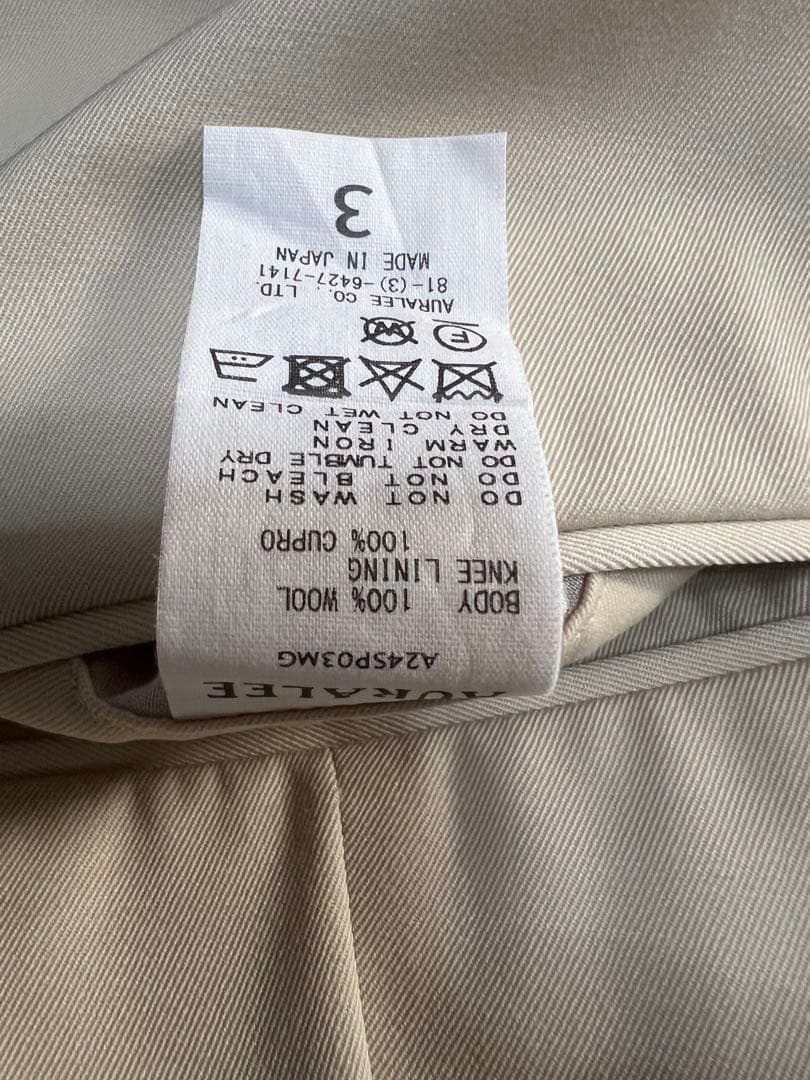 AURALEE
A24SP03MG
BODY 100% WOOL
KNEE LINING
100% CUPRO
DO NOT WASH
DO NOT BLEACH
DO NOT TUMBLE DRY
WARM IRON
DRY CLEAN
DO NOT WET CLEAN
F
W
AURALEE CO., LTD.
81-(3)-6427-7141
MADE IN JAPAN
3